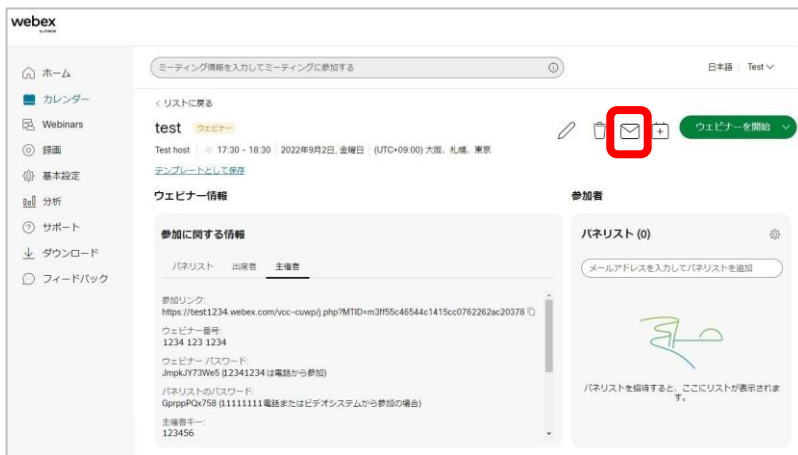 webex
by CISCO
ミーティング情報を入力してミーティングに参加する
日本語 Test
ホーム
カレンダー
Webinars
録画
基本設定
分析
サポート
ダウンロード
フィードバック
リストに戻る
test ウェビナー
ウェビナーを開始
Test host 17:30 - 18:30 2022年9月2日, 金曜日 (UTC+09:00) 大阪、札幌、東京
テンプレートとして保存
ウェビナー情報
参加に関する情報
パネリスト 出席者 主催者
参加リンク:
https://test1234.webex.com/vcc-cuwp/j.php?MTID=m3ff55c46544c1415cc0762262ac20378
ウェビナー番号:
1234 123 1234
ウェビナー パスワード:
JmpkJY73We5 (12341234 は電話から参加)
パネリストのパスワード:
GprppPQx758 (11111111電話またはビデオシステムから参加の場合)
主催者キー:
123456
参加者
パネリスト (0)
メールアドレスを入力してパネリストを追加
パネリストを招待すると、ここにリストが表示されま
す。